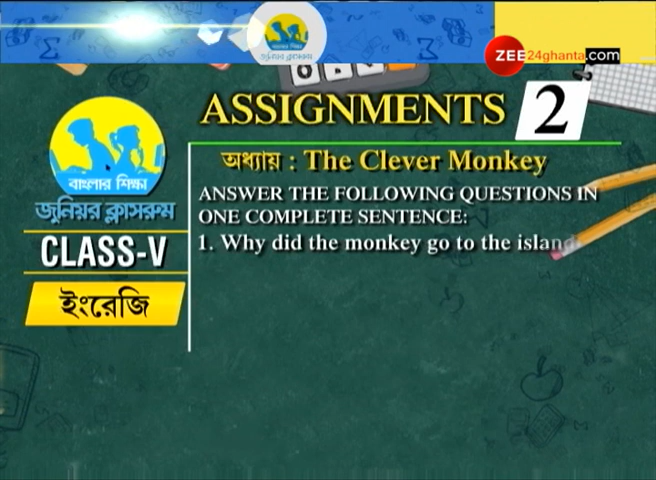 জুনিয়র ক্লাসরুম
ZEE24ghanta.com
ASSIGNMENTS 2
অধ্যায় : The Clever Monkey
ANSWER THE FOLLOWING QUESTIONS IN
ONE COMPLETE SENTENCE:
1. Why did the monkey go to the island
বাংলার শিক্ষা
জুনিয়র ক্লাসরুম
CLASS-V
ইংরেজি